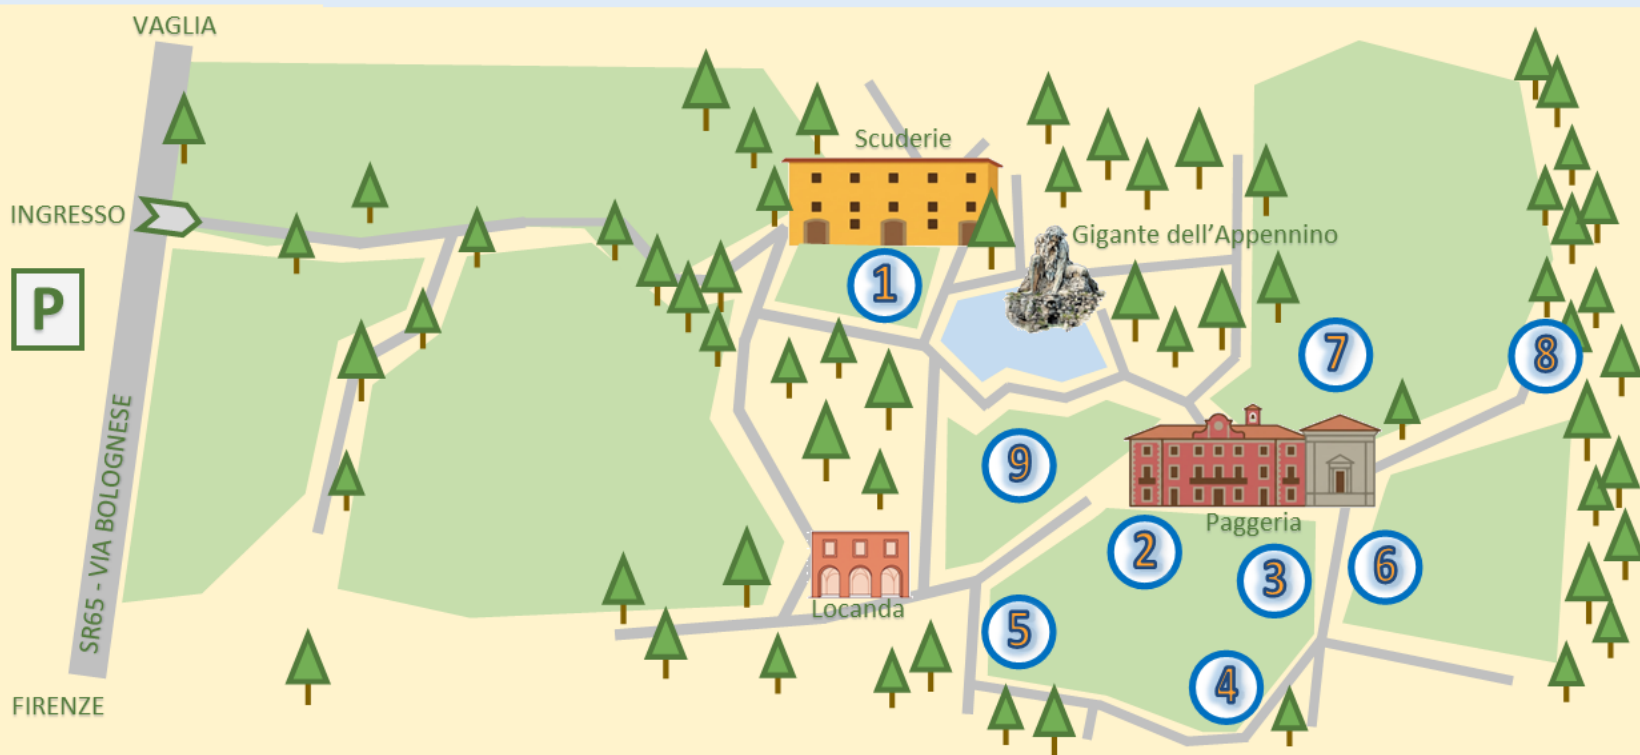 VAGLIA
Scuderie
INGRESSO
Gigante dell'Appennino
1
P
7
8
9
SR65 - VIA BOLOGNESE
Paggeria
2
3
6
Locanda
5
4
FIRENZE